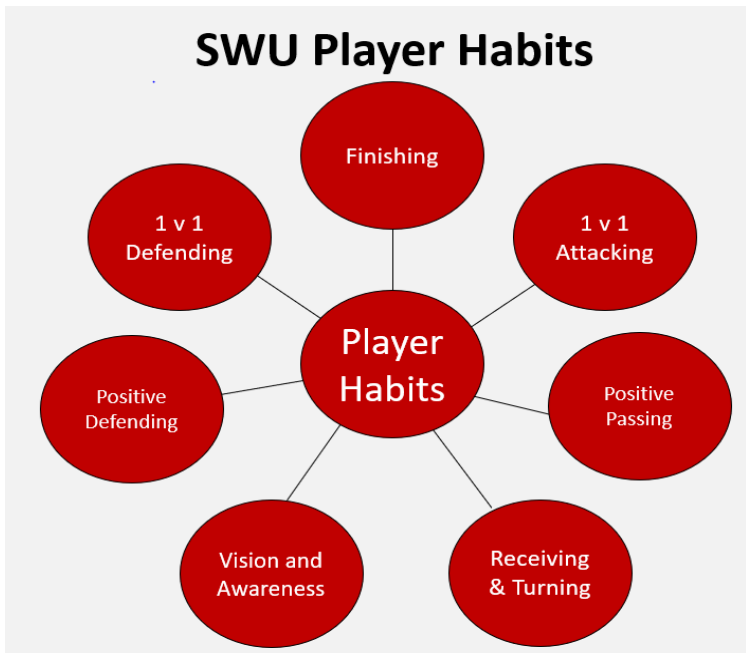 SWU Player Habits
Finishing
1 v 1
Defending
1 v 1
Attacking
Player
Habits
Positive
Defending
Positive
Passing
Vision and
Awareness
Receiving
& Turning